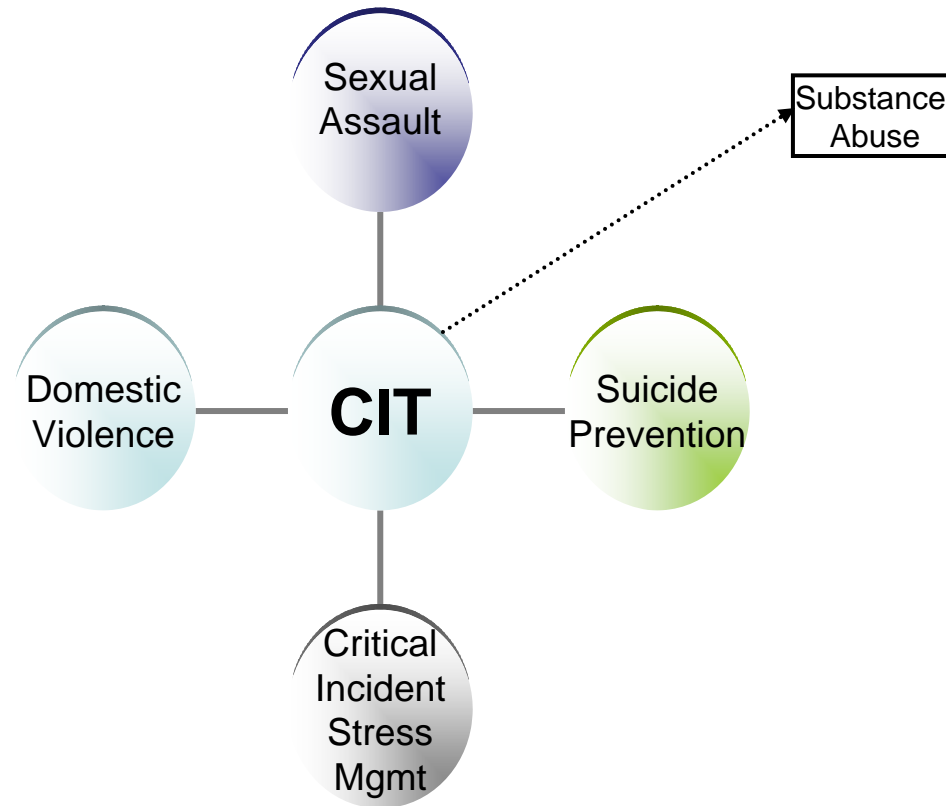 Sexual
Assault
Substance
Abuse
Domestic
Violence
CIT
Suicide
Prevention
Critical
Incident
Stress
Mgmt